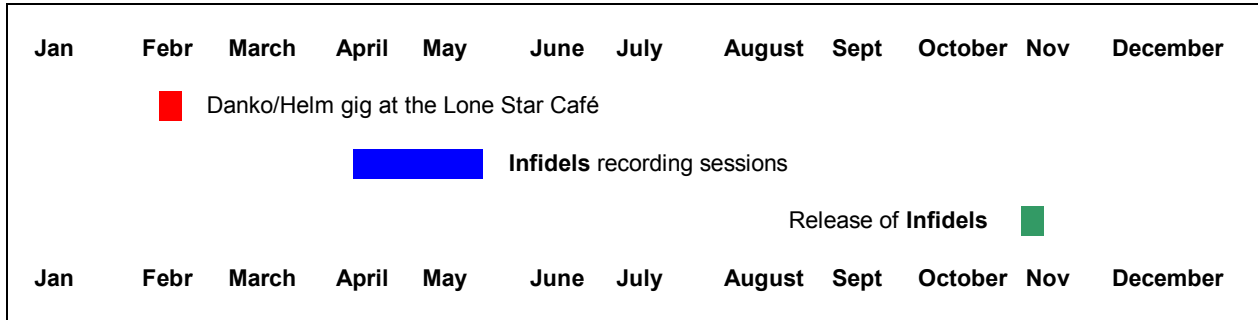 Jan Febr March April May June July August Sept October Nov December
Danko/Helm gig at the Lone Star Café
Infidels recording sessions
Release of Infidels
Jan Febr March April May June July August Sept October Nov December